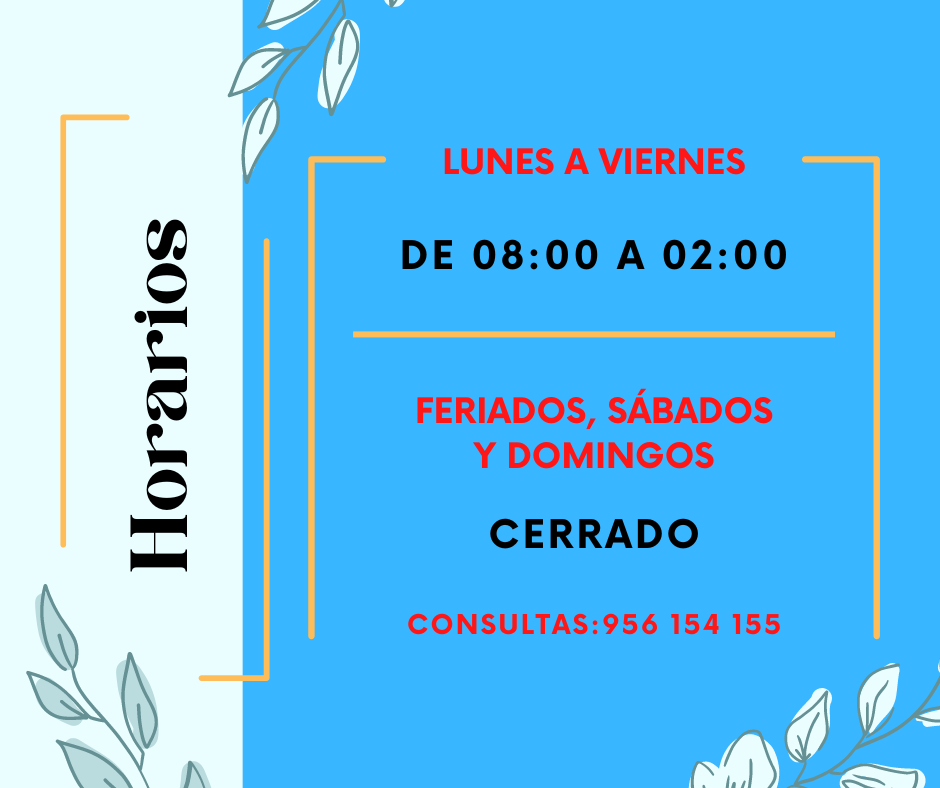 Horarios
LUNES A VIERNES
DE 08:00 A 02:00
FERIADOS, SÁBADOS
Y DOMINGOS
CERRADO
CONSULTAS:956 154 155